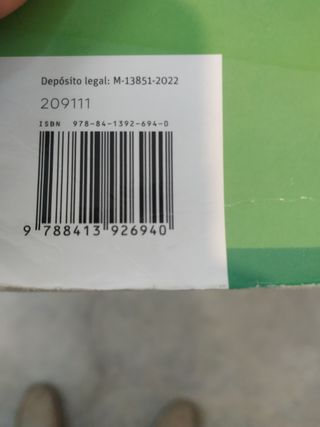 Depósito legal: M-13851-2022
209111
ISBN 978-84-1392-694-0
9 788413 926940